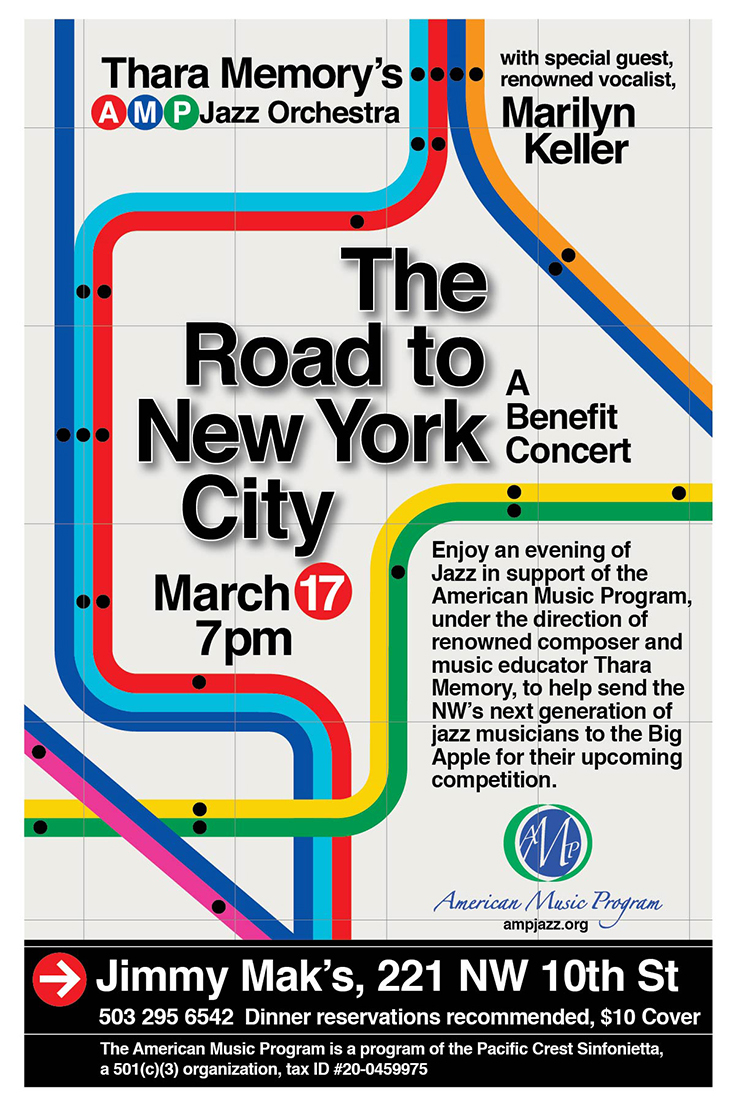 Thara Memory's
AMP Jazz Orchestra
with special guest,
renowned vocalist,
Marilyn
Keller
The
Road to
New York
City
A
Benefit
Concert
March 17
7pm
Enjoy an evening of
Jazz in support of the
American Music Program,
under the direction of
renowned composer and
music educator Thara
Memory, to help send the
NW's next generation of
jazz musicians to the Big
Apple for their upcoming
competition.
AMP
American Music Program
ampjazz.org
Jimmy Mak's, 221 NW 10th St
503 295 6542 Dinner reservations recommended, $10 Cover
The American Music Program is a program of the Pacific Crest Sinfonietta,
a 501(c)(3) organization, tax ID #20-0459975